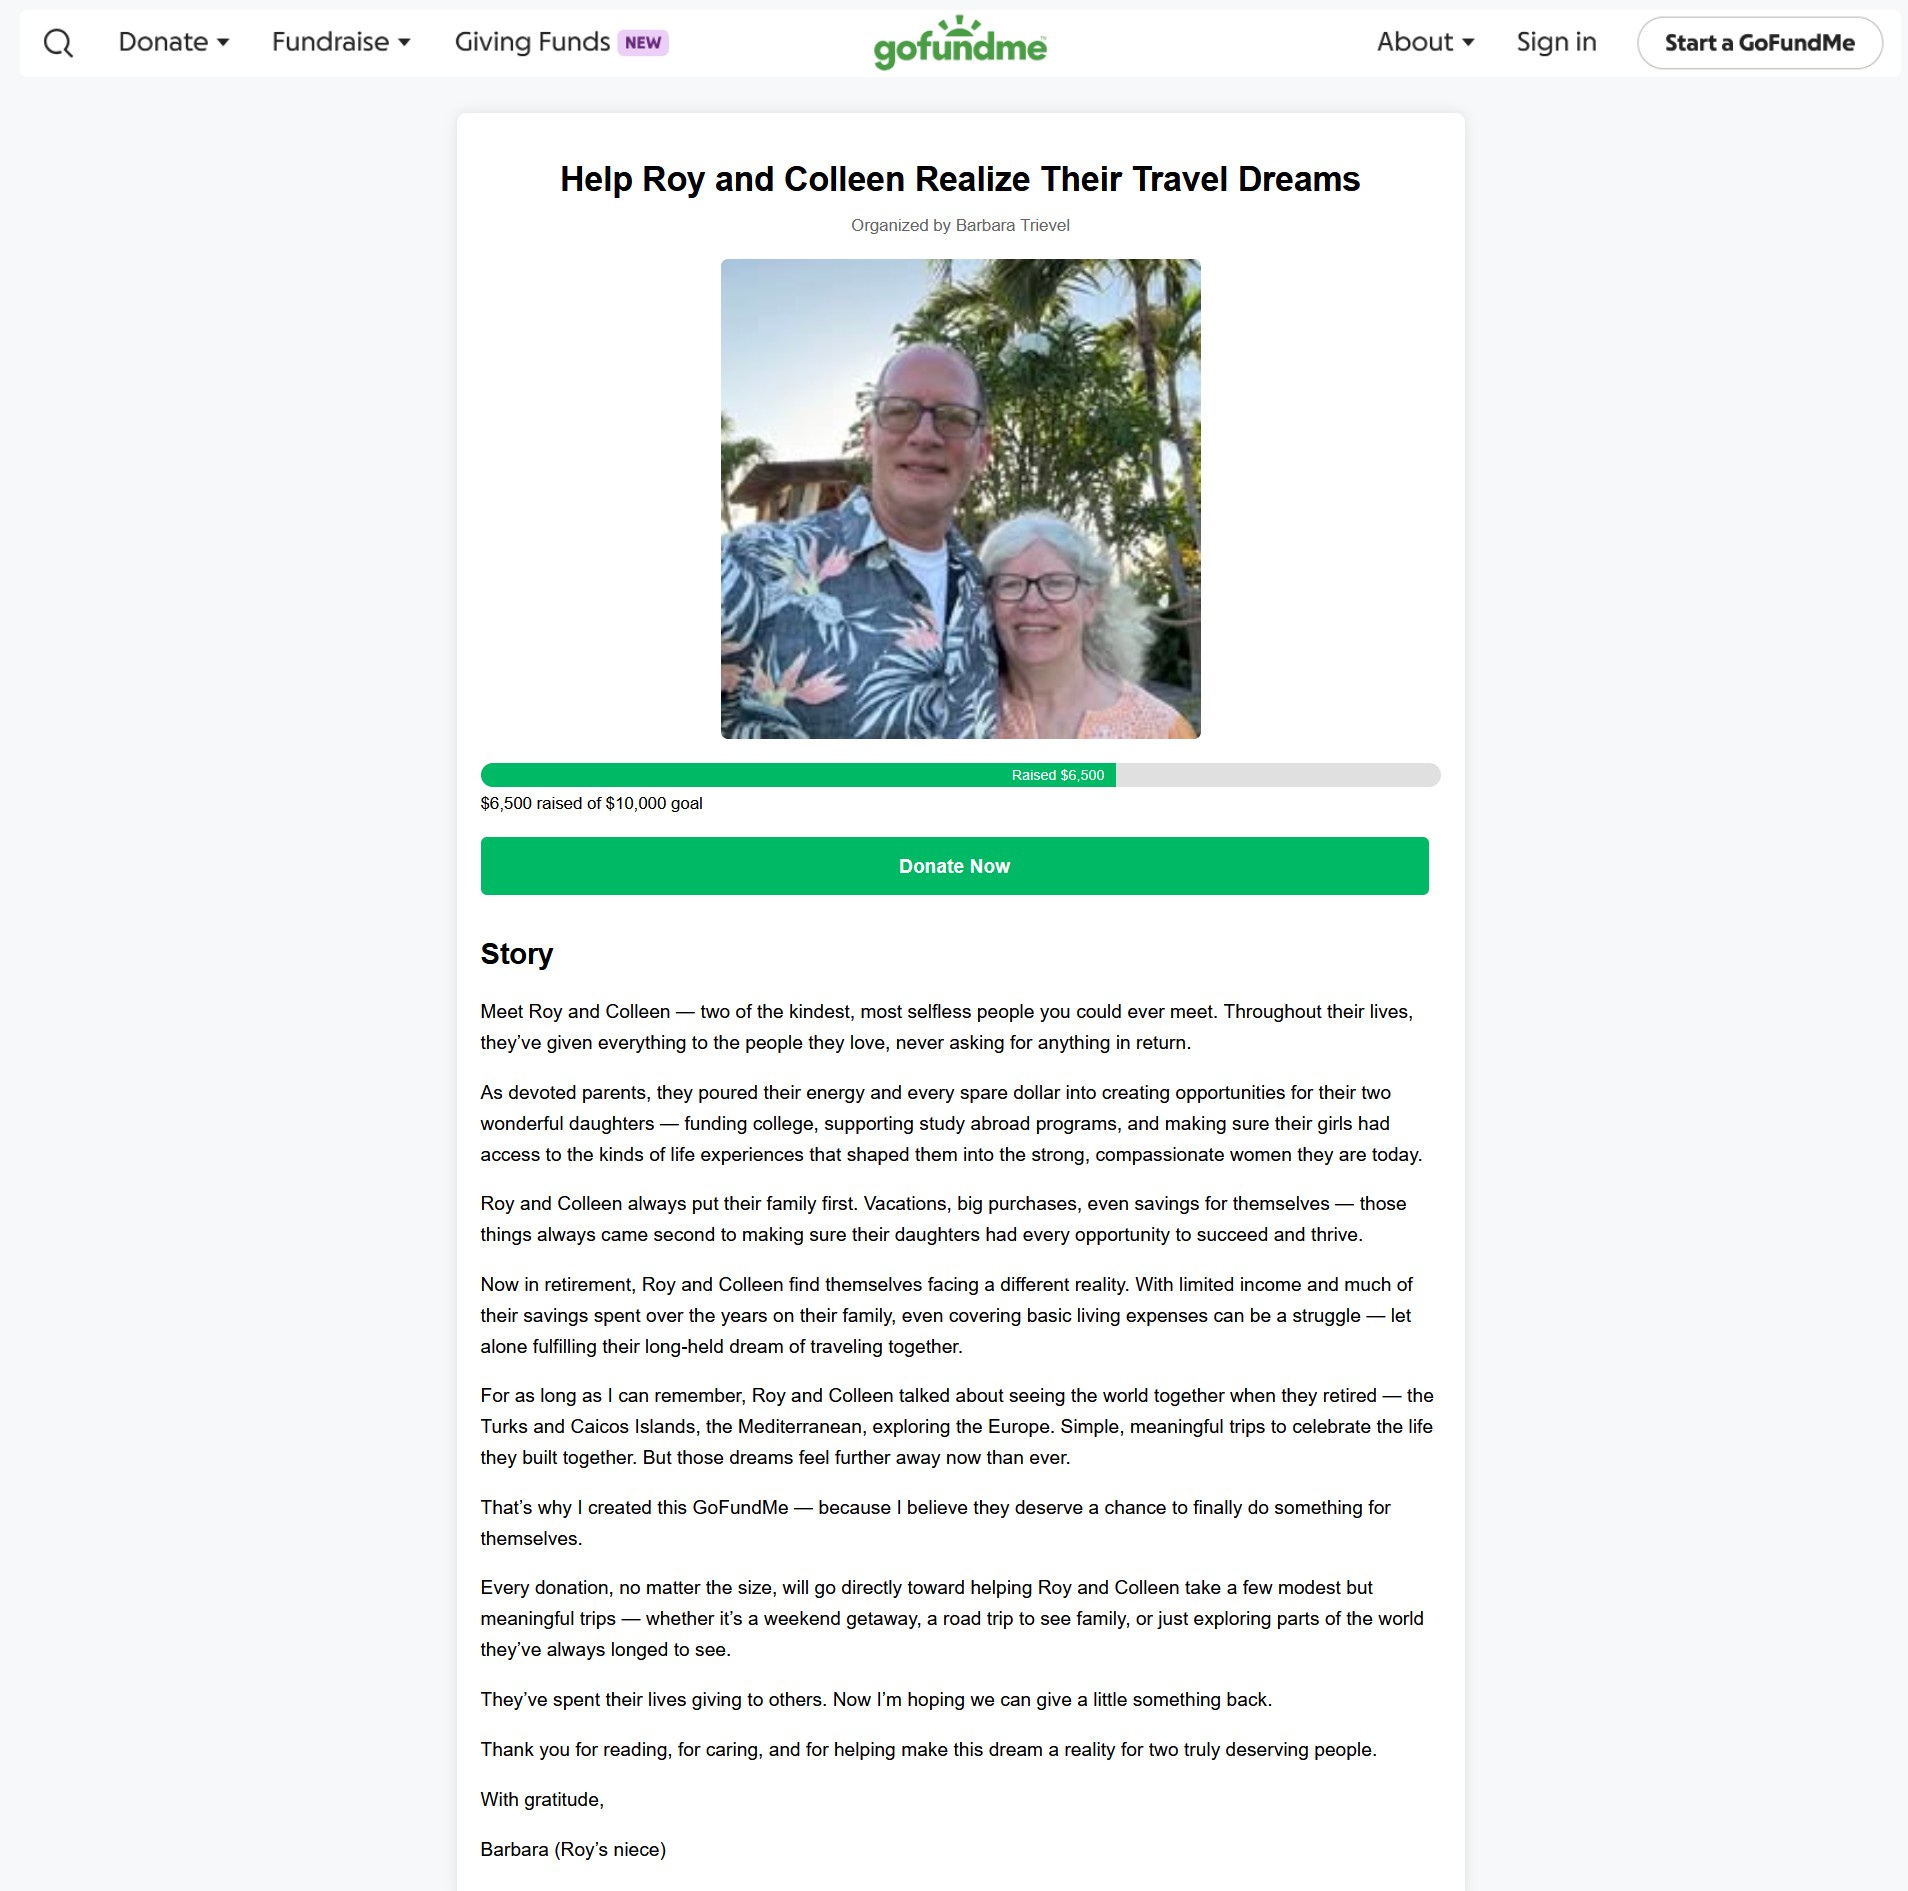 Donate Fundraise Giving Funds NEW gofundme™ About Sign in Start a GoFundMe
Help Roy and Colleen Realize Their Travel Dreams
Organized by Barbara Trievel
Raised $6,500
$6,500 raised of $10,000 goal
Donate Now
Story
Meet Roy and Colleen — two of the kindest, most selfless people you could ever meet. Throughout their lives,
they’ve given everything to the people they love, never asking for anything in return.
As devoted parents, they poured their energy and every spare dollar into creating opportunities for their two
wonderful daughters — funding college, supporting study abroad programs, and making sure their girls had
access to the kinds of life experiences that shaped them into the strong, compassionate women they are today.
Roy and Colleen always put their family first. Vacations, big purchases, even savings for themselves — those
things always came second to making sure their daughters had every opportunity to succeed and thrive.
Now in retirement, Roy and Colleen find themselves facing a different reality. With limited income and much of
their savings spent over the years on their family, even covering basic living expenses can be a struggle — let
alone fulfilling their long-held dream of traveling together.
For as long as I can remember, Roy and Colleen talked about seeing the world together when they retired — the
Turks and Caicos Islands, the Mediterranean, exploring the Europe. Simple, meaningful trips to celebrate the life
they built together. But those dreams feel further away now than ever.
That’s why I created this GoFundMe — because I believe they deserve a chance to finally do something for
themselves.
Every donation, no matter the size, will go directly toward helping Roy and Colleen take a few modest but
meaningful trips — whether it’s a weekend getaway, a road trip to see family, or just exploring parts of the world
they’ve always longed to see.
They’ve spent their lives giving to others. Now I’m hoping we can give a little something back.
Thank you for reading, for caring, and for helping make this dream a reality for two truly deserving people.
With gratitude,
Barbara (Roy’s niece)